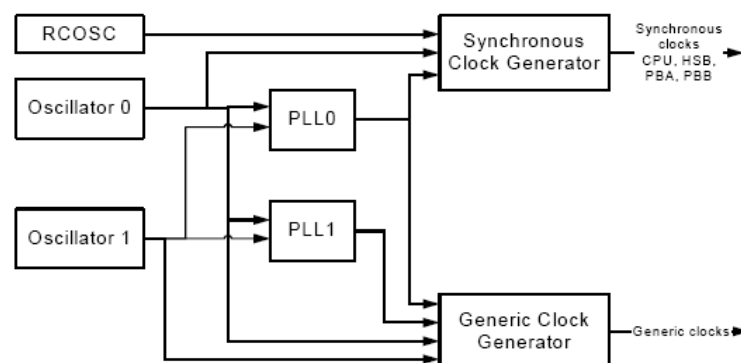 RCOSC
Synchronous
Clock Generator
Synchronous
clocks
CPU, HSB,
PBA, PBB
Oscillator 0
PLL0
Oscillator 1
PLL1
Generic Clock
Generator
Generic clocks